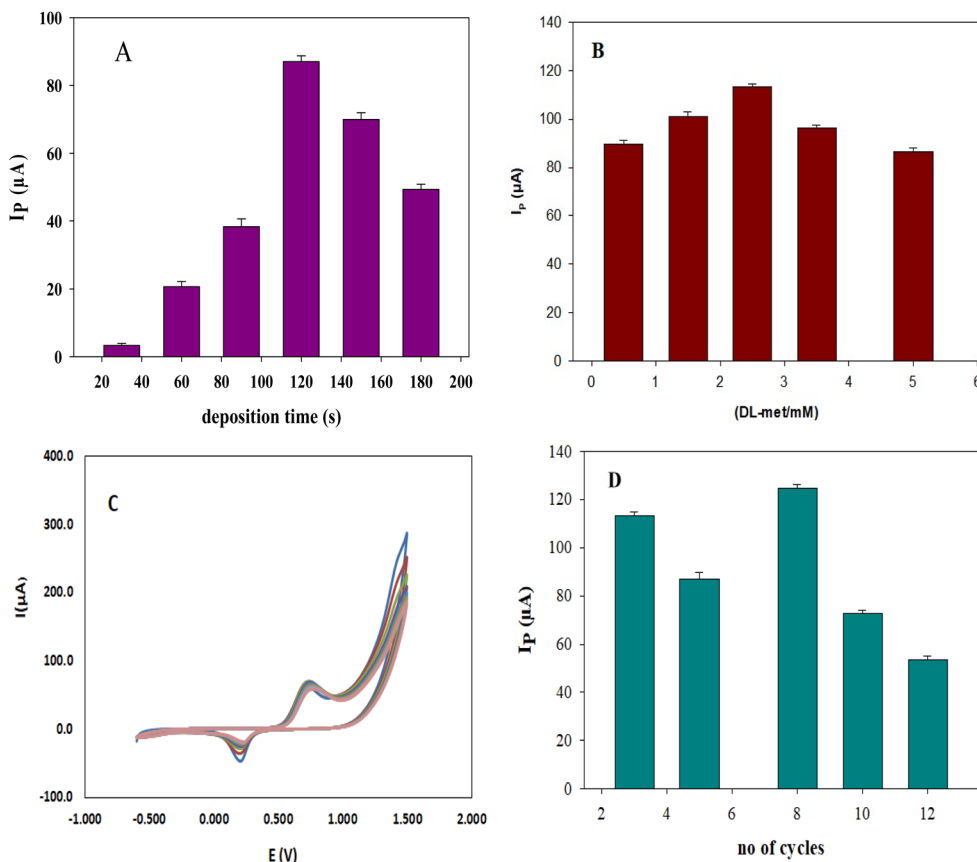 A
100
80
60
40
20
0
IP (µA)
20 40 60 80 100 120 140 160 180 200
deposition time (s)
B
140
120
100
80
60
40
20
0
IP (µA)
0 1 2 3 4 5 6
(DL-met/mM)
C
400.0
300.0
200.0
100.0
0.0
-100.0
I(µA)
-1.000 -0.500 0.000 0.500 1.000 1.500 2.000
E (V)
D
140
120
100
80
60
40
20
0
IP (µA)
2 4 6 8 10 12
no of cycles